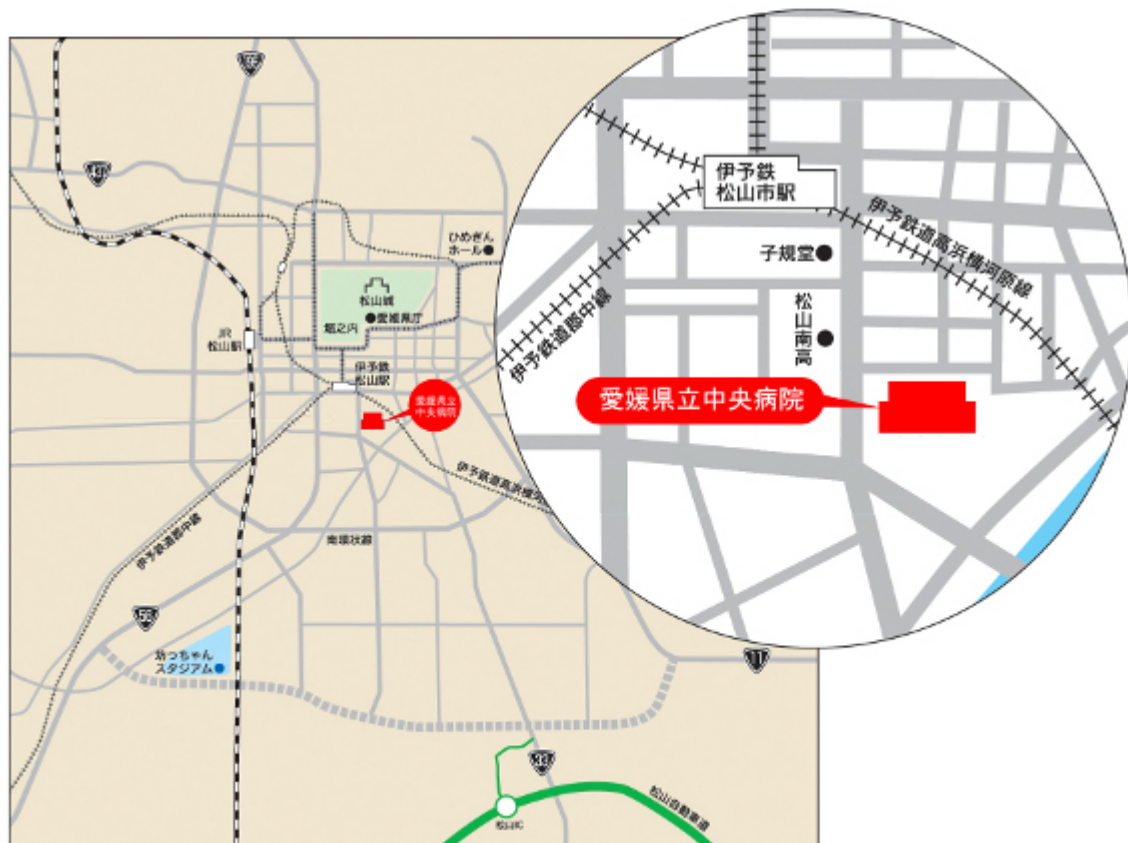 ひめぎん
ホール
松山城
愛媛県庁
堀之内
JR
松山駅
伊予鉄
松山駅
愛媛県立
中央病院
伊予鉄道高浜横河
伊予鉄道郡中線
南環状線
56
坊っちゃん
スタジアム
11
33
松山IC
松山自動車道
伊予鉄
松山市駅
伊予鉄道高浜横河原線
子規堂
伊予鉄道郡中線
松山南高
愛媛県立中央病院